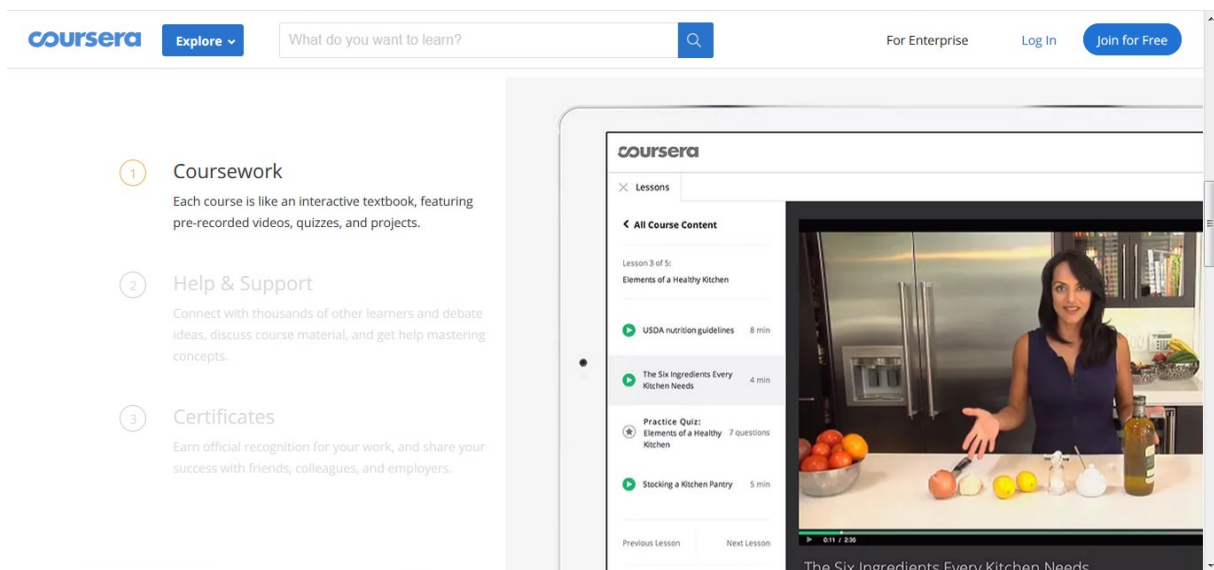 coursera
Explore
What do you want to learn?
For Enterprise
Log In
Join for Free
1
Coursework
Each course is like an interactive textbook, featuring
pre-recorded videos, quizzes, and projects.
2
Help & Support
Connect with thousands of other learners and debate
ideas, discuss course material, and get help mastering
concepts.
3
Certificates
Earn official recognition for your work, and share your
success with friends, colleagues, and employers.
coursera
Lessons
All Course Content
Lesson 3 of 5:
Elements of a Healthy Kitchen
USDA nutrition guidelines 8 min
The Six Ingredients Every
Kitchen Needs
4 min
Practice Quiz:
Elements of a Healthy
Kitchen
7 questions
Stocking a Kitchen Pantry 5 min
Previous Lesson Next Lesson
0:11 / 2:35
The Six Ingredients Every Kitchen Needs